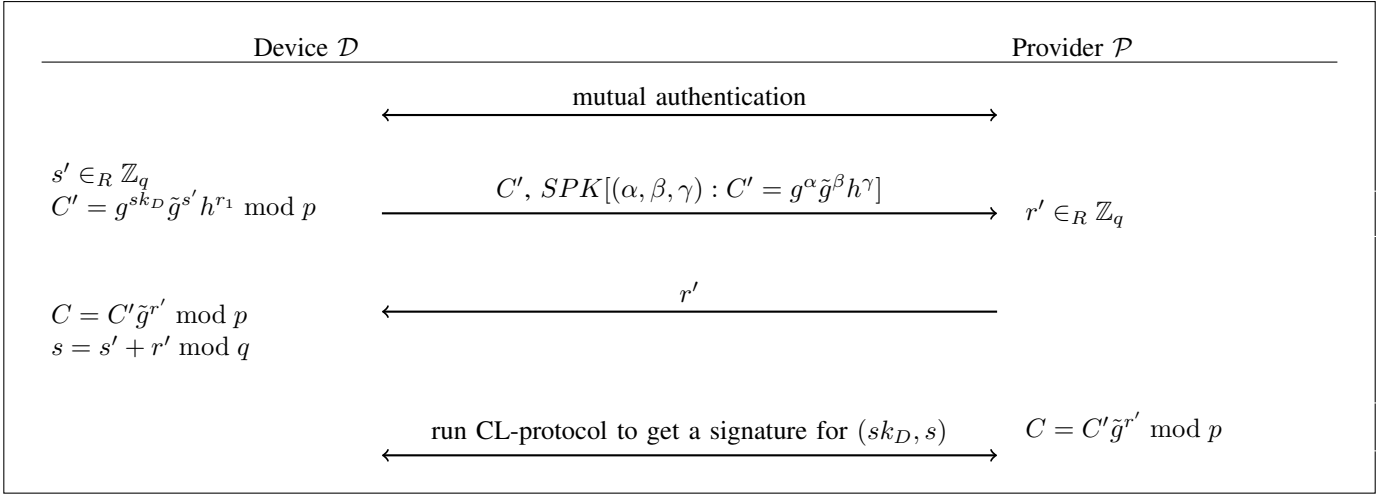 Device 𝒟 Provider 𝒫
mutual authentication
s′ ∈_R ℤ_q
C′ = g^{sk_D} g̃^{s′} h^{r_1} mod p
C′, SPK[(α, β, γ) : C′ = g^α g̃^β h^γ]
r′ ∈_R ℤ_q
r′
C = C′g̃^{r′} mod p
s = s′ + r′ mod q
run CL-protocol to get a signature for (sk_D, s)
C = C′g̃^{r′} mod p